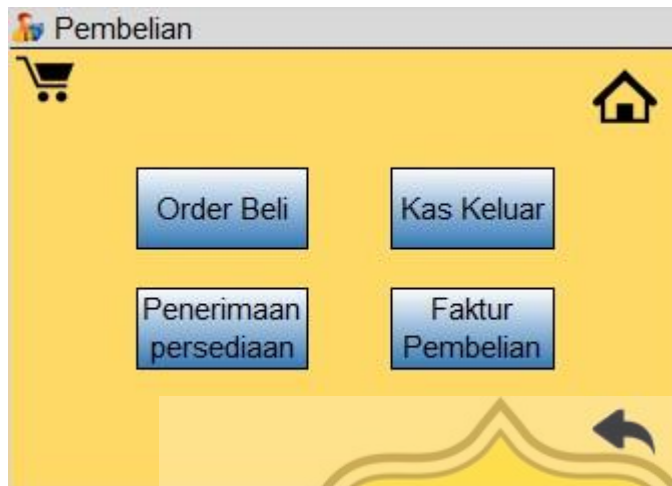 Pembelian
Order Beli
Kas Keluar
Penerimaan
persediaan
Faktur
Pembelian